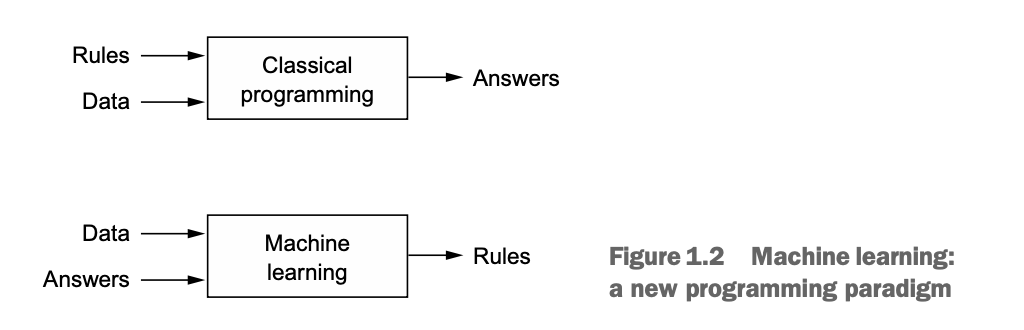 Rules
Data
Classical
programming
Answers
Data
Answers
Machine
learning
Rules
Figure 1.2 Machine learning:
a new programming paradigm